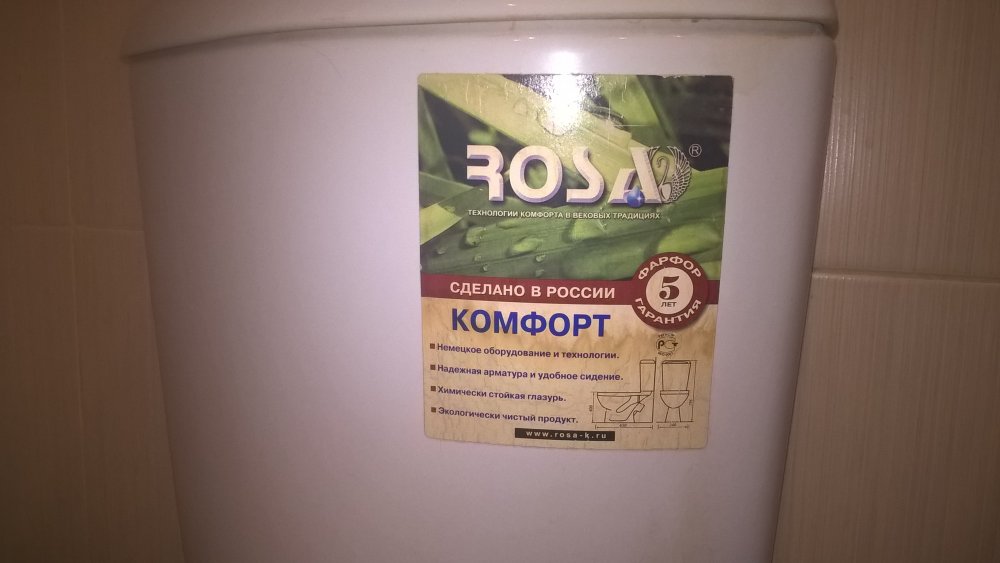 ROSA
®
ТЕХНОЛОГИИ КОМФОРТА В ВЕКОВЫХ ТРАДИЦИЯХ
СДЕЛАНО В РОССИИ
ФАРФОР
5
ЛЕТ
ГАРАНТИЯ
КОМФОРТ
Немецкое оборудование и технологии.
Надежная арматура и удобное сидение.
Химически стойкая глазурь.
Экологически чистый продукт.
www.rosa-k.ru